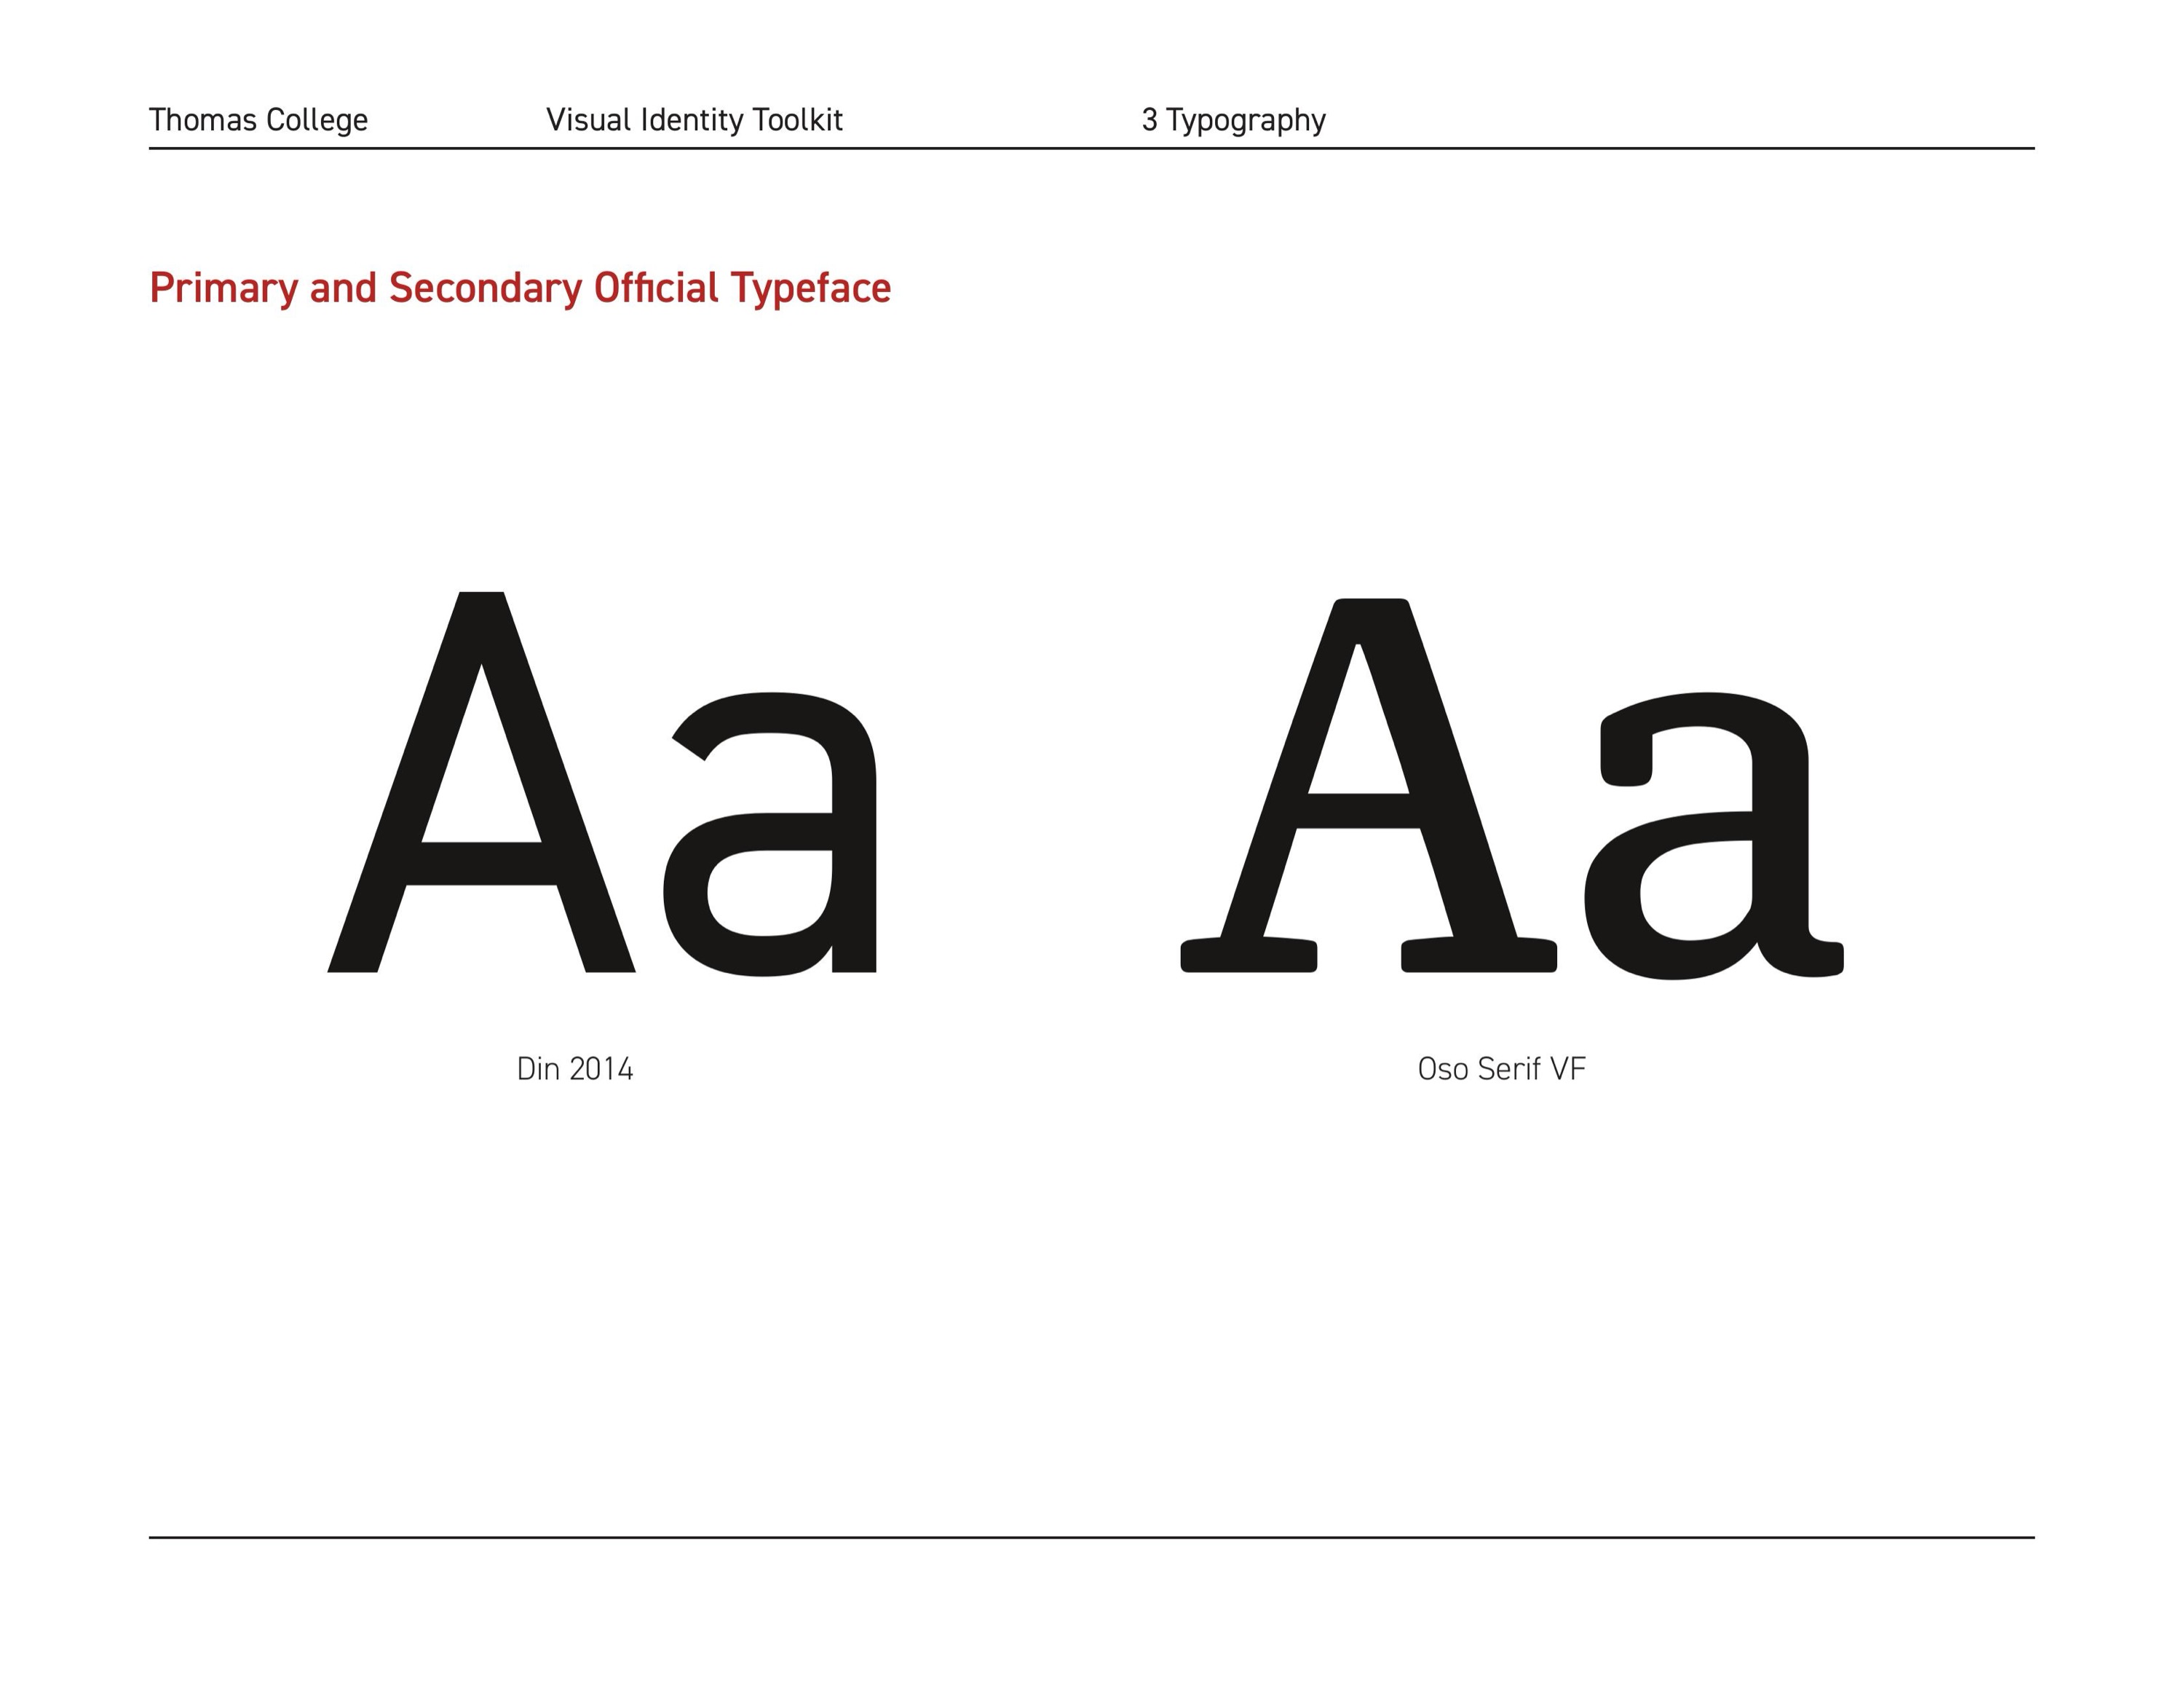 Thomas College
Visual Identity Toolkit
3 Typography
Primary and Secondary Official Typeface
Aa
Aa
Din 2014
Oso Serif VF